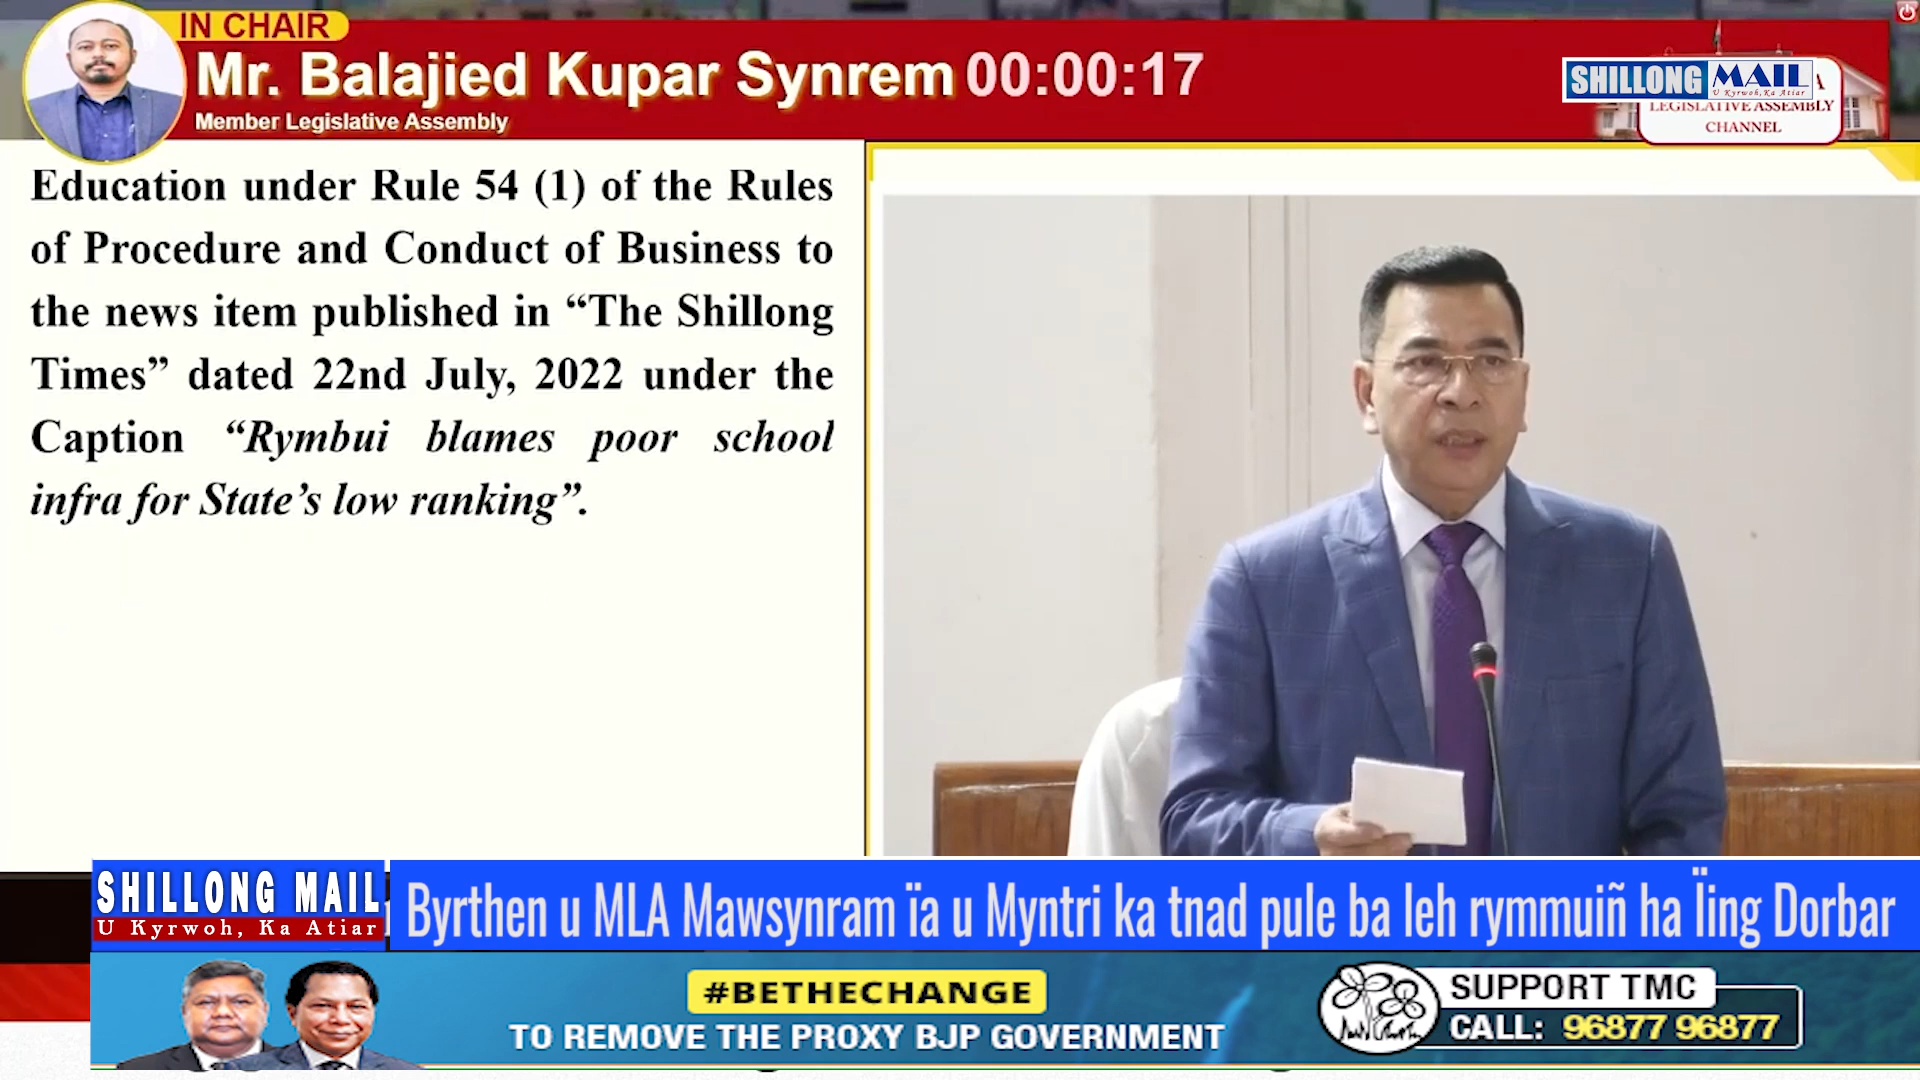 IN CHAIR
Mr. Balajied Kupar Synrem 00:00:17
Member Legislative Assembly
SHILLONG MAIL
U Kyrwoh, Ka Atiar
LEGISLATIVE ASSEMBLY
CHANNEL
Education under Rule 54 (1) of the Rules
of Procedure and Conduct of Business to
the news item published in “The Shillong
Times” dated 22nd July, 2022 under the
Caption “Rymbui blames poor school
infra for State’s low ranking”.
SHILLONG MAIL
U Kyrwoh, Ka Atiar
Byrthen u MLA Mawsynram ïa u Myntri ka tnad pule ba leh rymmuiñ ha Ïing Dorbar
#BETHECHANGE
TO REMOVE THE PROXY BJP GOVERNMENT
SUPPORT TMC
CALL: 96877 96877